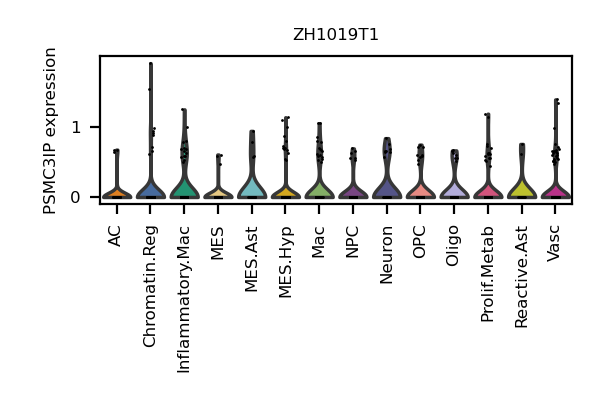 ZH1019T1
PSMC3IP expression
1
0
AC
Chromatin.Reg
Inflammatory.Mac
MES
MES.Ast
MES.Hyp
Mac
NPC
Neuron
OPC
Oligo
Prolif.Metab
Reactive.Ast
Vasc